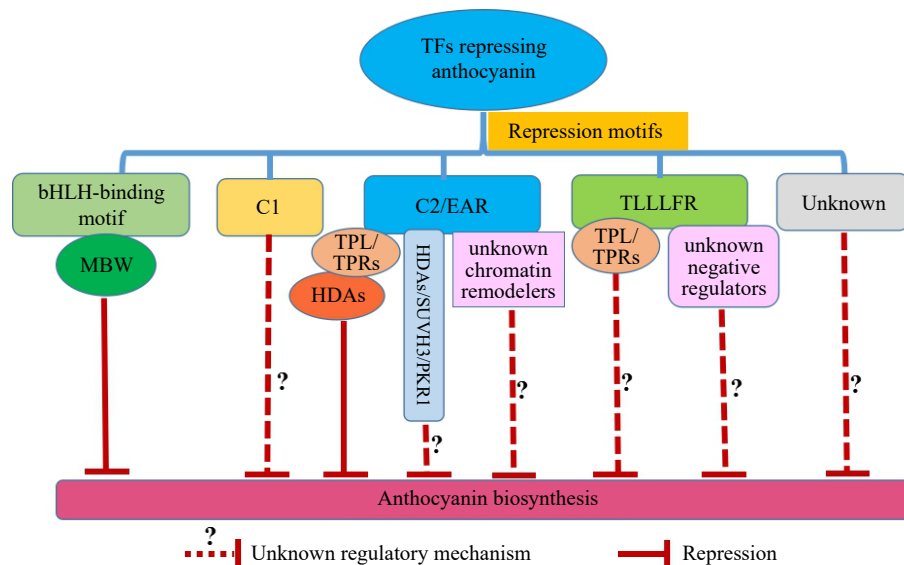 TFs repressing
anthocyanin
Repression motifs
bHLH-binding
motif
C1
C2/EAR
TLLLFR
Unknown
MBW
TPL/
TPRs
HDAs
HDAs/SUVH3/PKR1
unknown
chromatin
remodelers
TPL/
TPRs
unknown
negative
regulators
?
?
?
?
?
?
?
Anthocyanin biosynthesis
?
Unknown regulatory mechanism
Repression